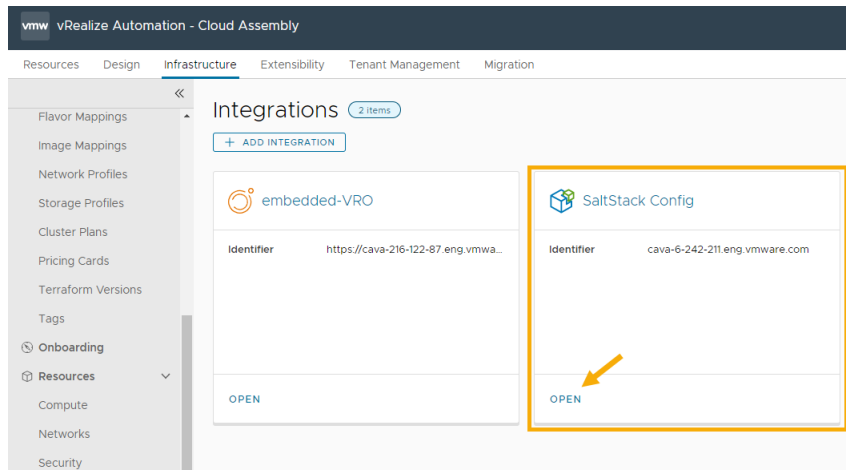 vmw vRealize Automation - Cloud Assembly
Resources Design Infrastructure Extensibility Tenant Management Migration
Flavor Mappings
Image Mappings
Network Profiles
Storage Profiles
Cluster Plans
Pricing Cards
Terraform Versions
Tags
Onboarding
Resources
Compute
Networks
Security
Integrations 2 items
+ ADD INTEGRATION
embedded-VRO
Identifier https://cava-216-122-87.eng.vmwa...
OPEN
SaltStack Config
Identifier cava-6-242-211.eng.vmware.com
OPEN